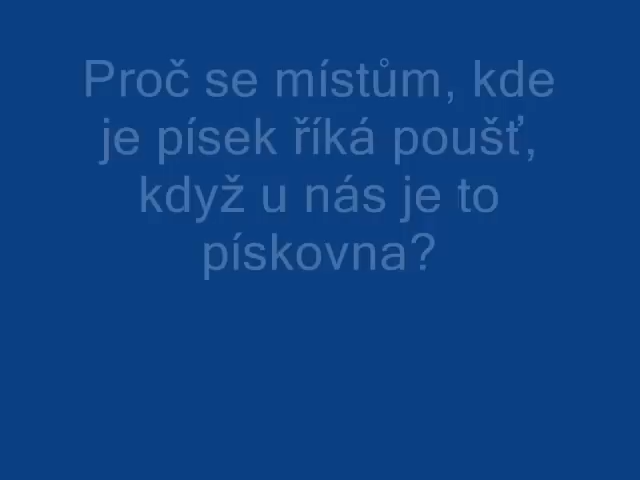 Proč se místům, kde
je písek říká poušť,
když u nás je to
pískovna?